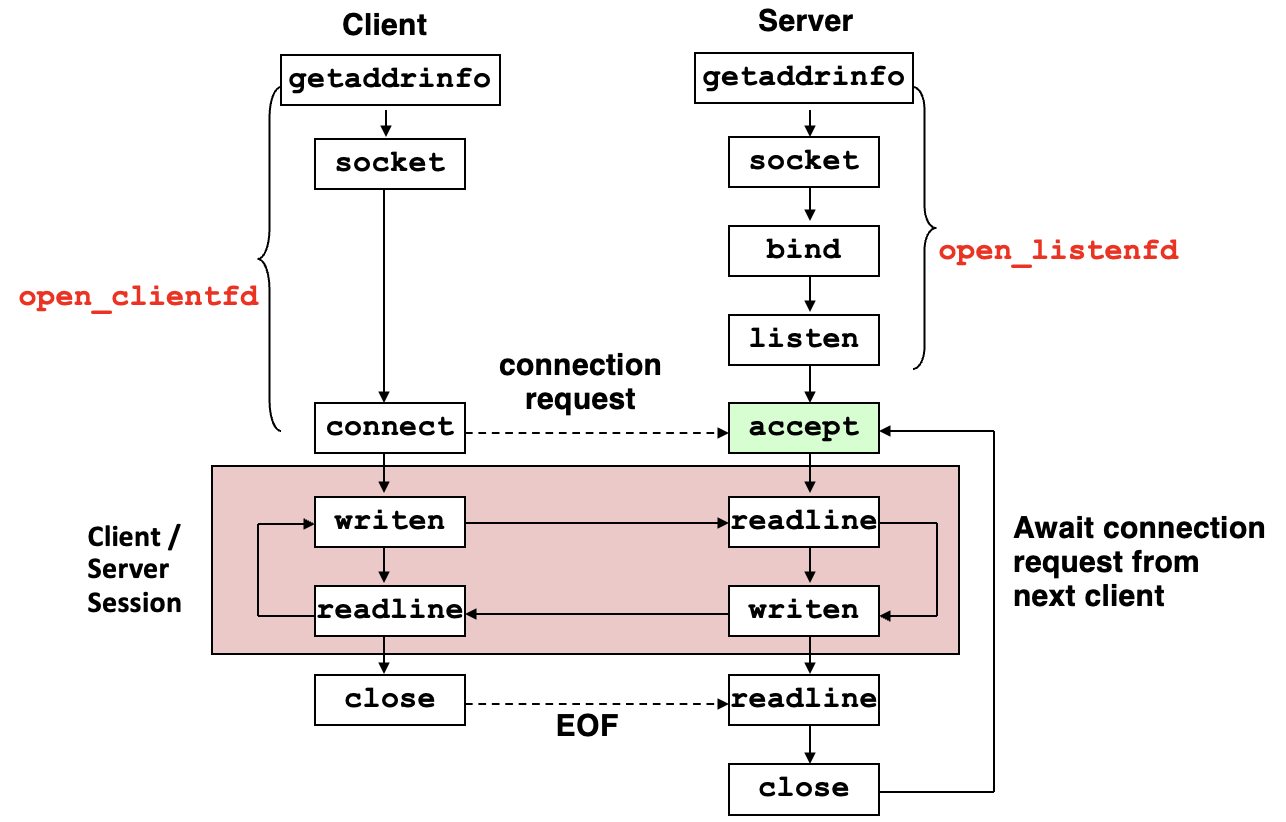 Client
Server
getaddrinfo
getaddrinfo
socket
socket
bind
open_listenfd
open_clientfd
listen
connection
request
connect
accept
Client /
Server
Session
writen
readline
Await connection
request from
next client
readline
writen
close
EOF
readline
close